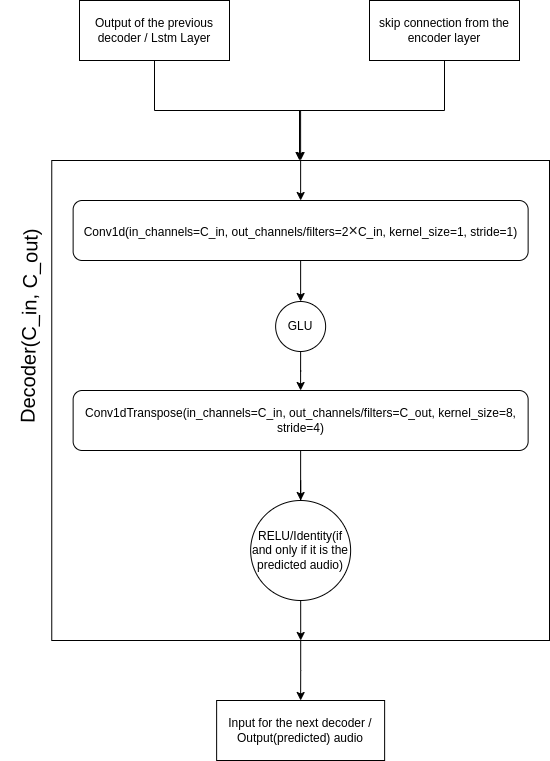 Output of the previous
decoder / Lstm Layer
skip connection from the
encoder layer
Decoder(C_in, C_out)
Conv1d(in_channels=C_in, out_channels/filters=2×C_in, kernel_size=1, stride=1)
GLU
Conv1dTranspose(in_channels=C_in, out_channels/filters=C_out, kernel_size=8,
stride=4)
RELU/Identity(if
and only if it is the
predicted audio)
Input for the next decoder /
Output(predicted) audio